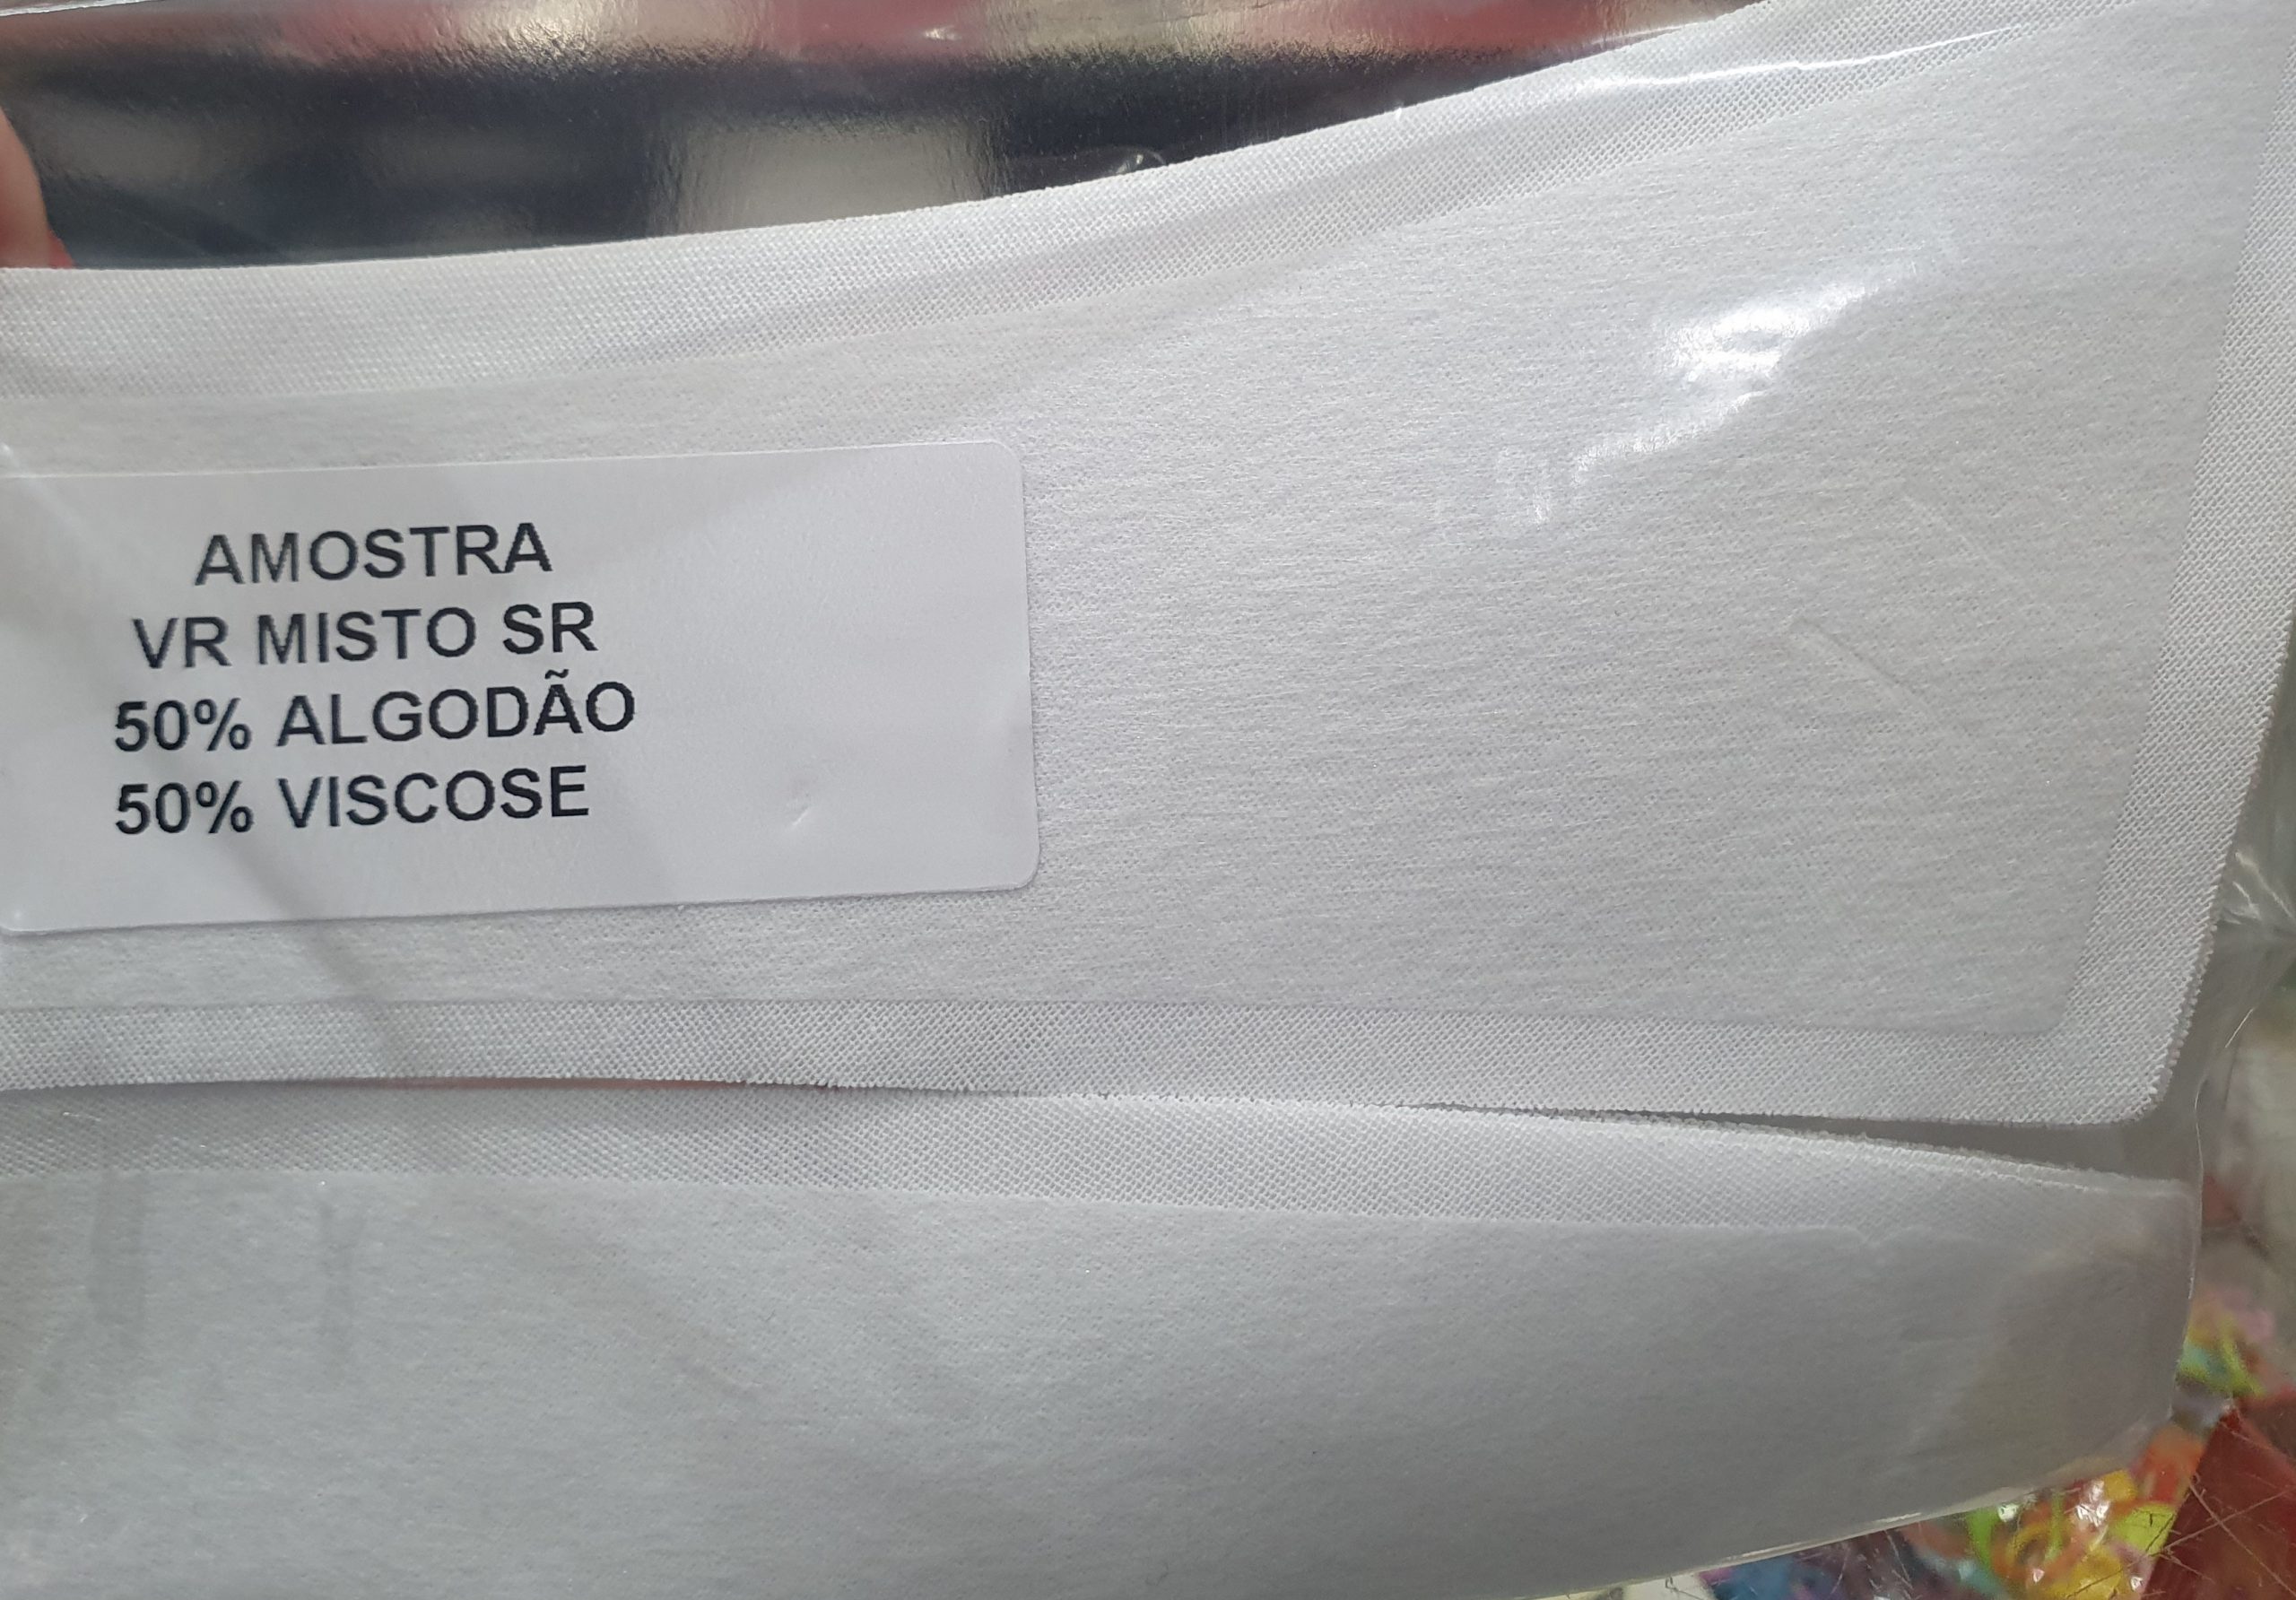 AMOSTRA
VR MISTO SR
50% ALGODÃO
50% VISCOSE